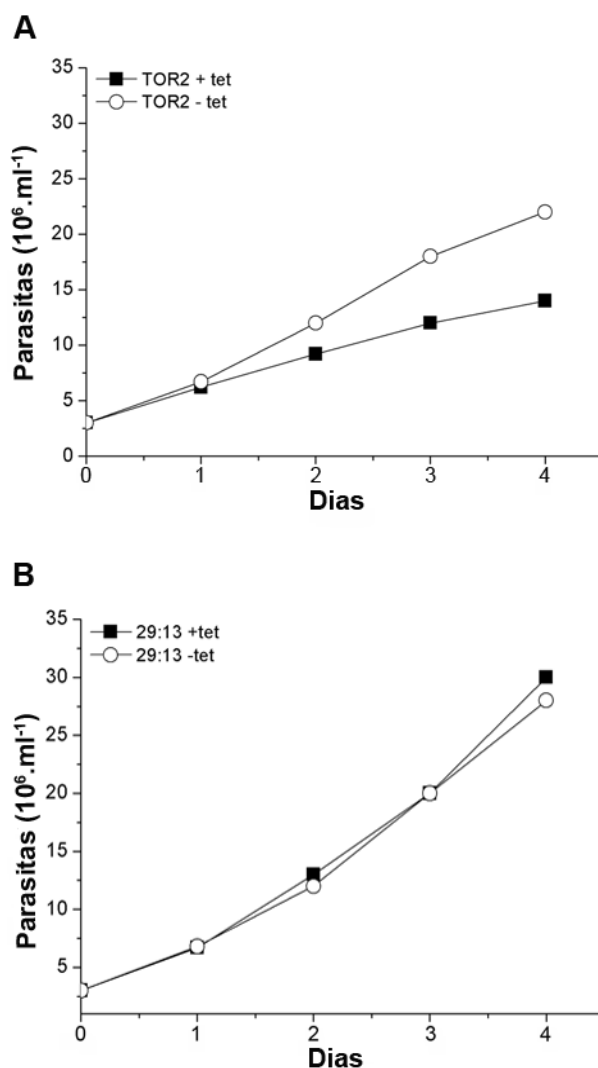 A
35
TOR2 + tet
TOR2 - tet
30
25
20
15
10
5
0
Parasitas (10⁶.ml⁻¹)
0 1 2 3 4
Dias
B
35
29:13 +tet
29:13 -tet
30
25
20
15
10
5
Parasitas (10⁶.ml⁻¹)
0 1 2 3 4
Dias